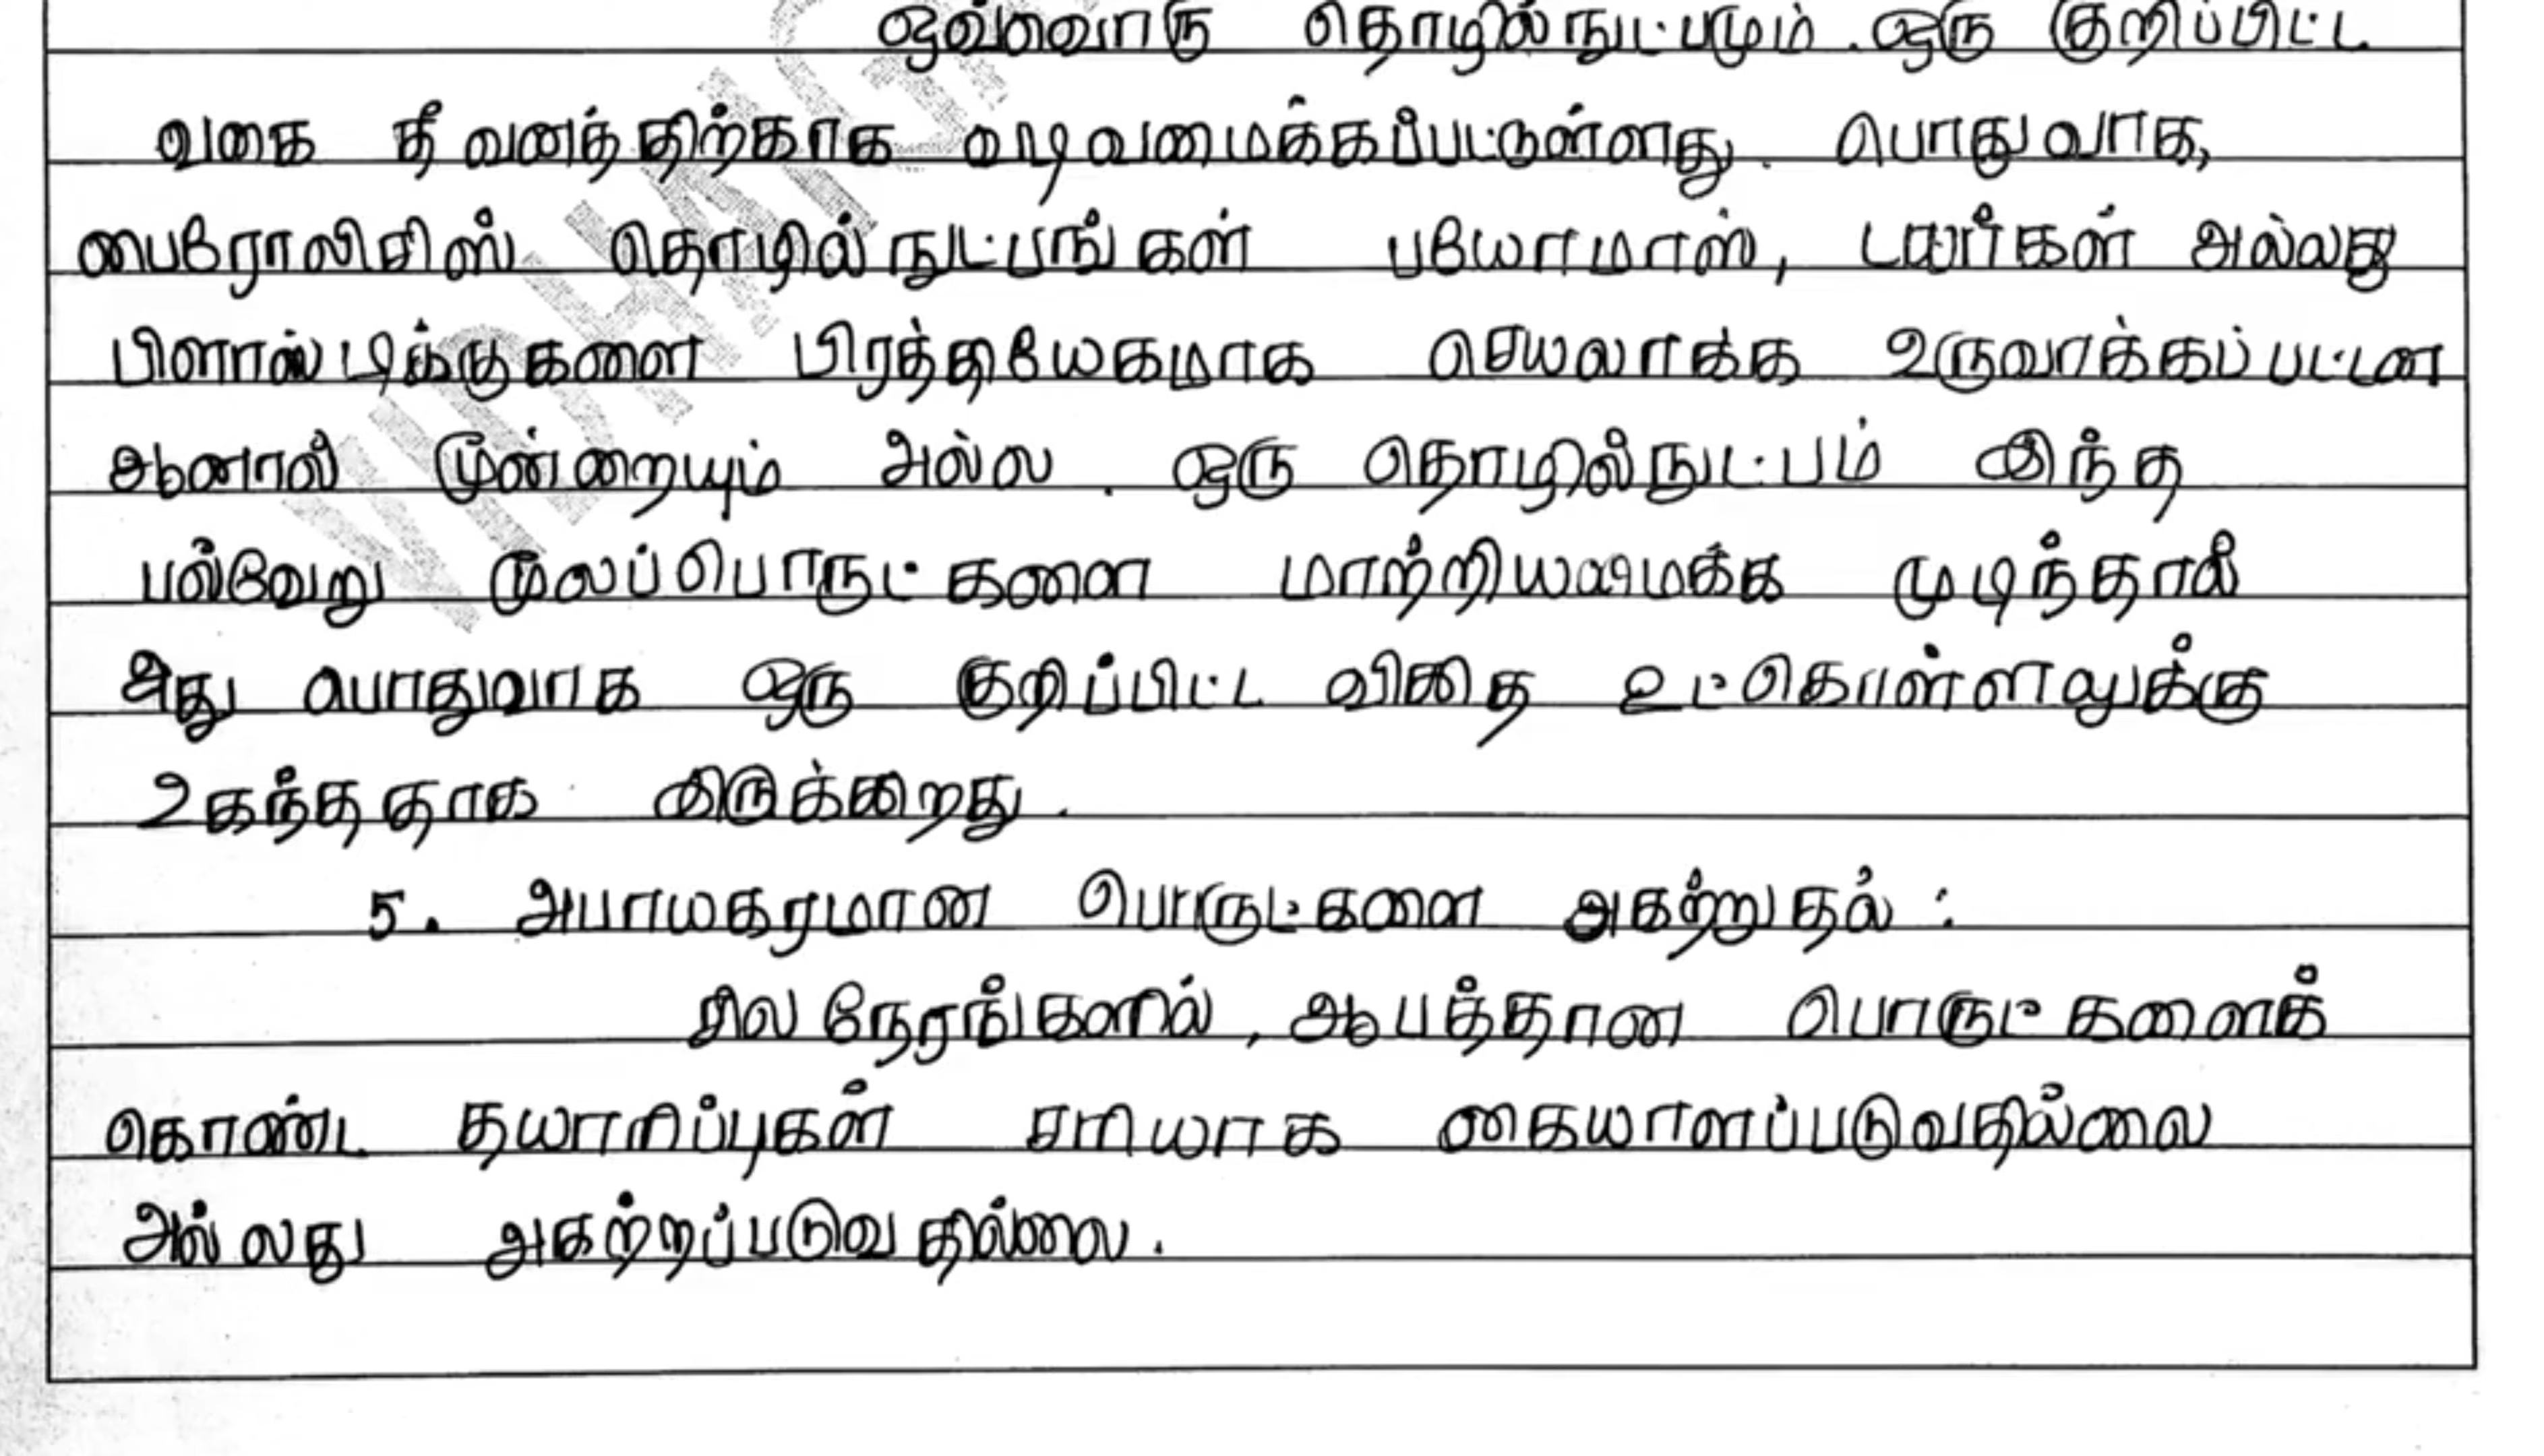 ஒவ்வொரு தொழில்நுட்பமும் ஒரு குறிப்பிட்ட
வகை தீவனத்திற்காக வடிவமைக்கப்பட்டுள்ளது. பொதுவாக,
பைரோலிசிஸ் தொழில்நுட்பங்கள் பயோமாஸ், டயர்கள் அல்லது
பிளாஸ்டிக்குகளை பிரத்தியேகமாக செயலாக்க உருவாக்கப்பட்டன
ஆனால் மூன்றையும் அல்ல. ஒரு தொழில்நுட்பம் இந்த
பல்வேறு மூலப்பொருட்களை மாற்றியமைக்க முடிந்தால்
அது பொதுவாக ஒரு குறிப்பிட்ட விகித உட்கொள்ளலுக்கு
உகந்ததாக இருக்கிறது.
5. அபாயகரமான பொருட்களை அகற்றுதல் :
சில நேரங்களில், ஆபத்தான பொருட்களைக்
கொண்ட தயாரிப்புகள் சரியாக கையாளப்படுவதில்லை
அல்லது அகற்றப்படுவதில்லை.